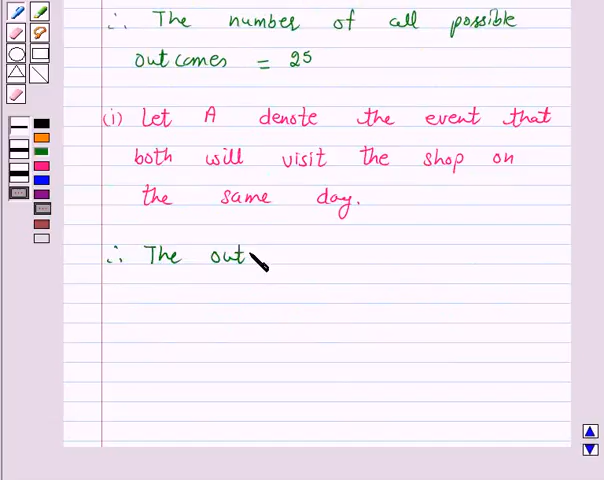 ∴ The number of all possible
outcomes = 25
(i) Let A denote the event that
both will visit the shop on
the same day.
∴ The out